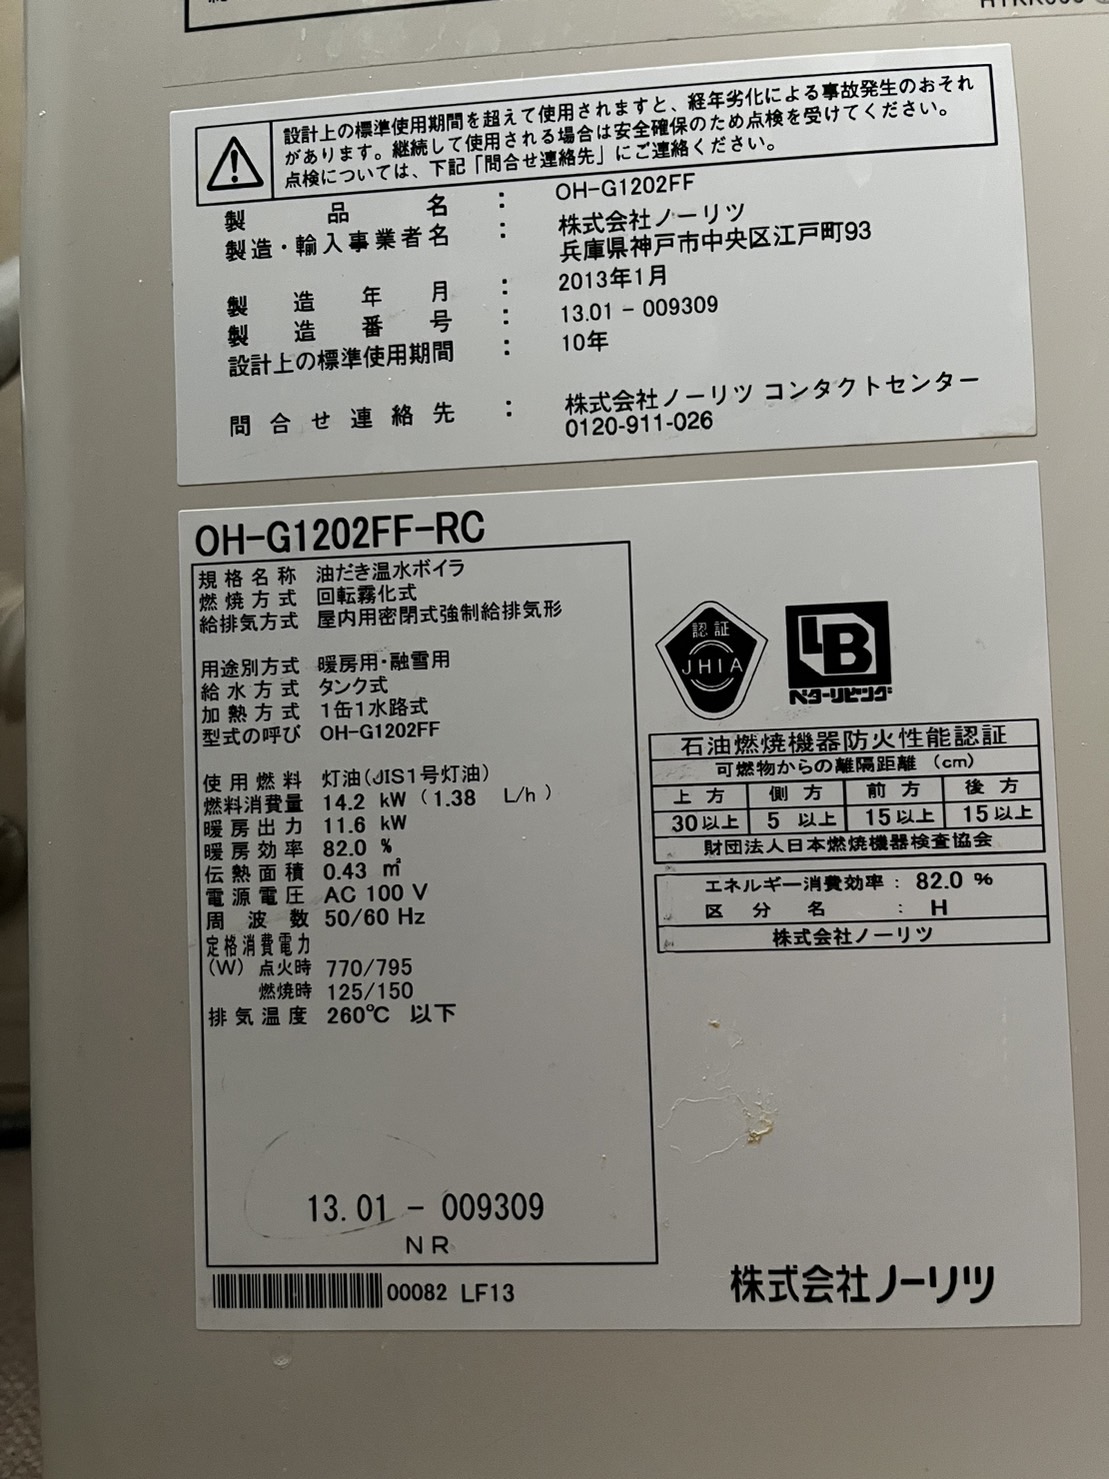 設計上の標準使用期間を超えて使用されますと、経年劣化による事故発生のおそれ
があります。継続して使用される場合は安全確保のため点検を受けてください。
点検については、下記「問合せ連絡先」にご連絡ください。
製品名 : OH-G1202FF
製造・輸入事業者名 : 株式会社ノーリツ
兵庫県神戸市中央区江戸町93
製造年月 : 2013年1月
製造番号 : 13.01 - 009309
設計上の標準使用期間 : 10年
問合せ連絡先 : 株式会社ノーリツ コンタクトセンター
0120-911-026
OH-G1202FF-RC
規格名称 油だき温水ボイラ
燃焼方式 回転霧化式
給排気方式 屋内用密閉式強制給排気形
用途別方式 暖房用・融雪用
給水方式 タンク式
加熱方式 1缶1水路式
型式の呼び OH-G1202FF
使用燃料 灯油(JIS1号灯油)
燃料消費量 14.2 kW (1.38 L/h)
暖房出力 11.6 kW
暖房効率 82.0 %
伝熱面積 0.43 ㎡
電源電圧 AC 100 V
周波数 50/60 Hz
定格消費電力
(W) 点火時 770/795
燃焼時 125/150
排気温度 260℃ 以下
13.01 - 009309
NR
00082 LF13
認証
JHIA
LB
ベターリビング
石油燃焼機器防火性能認証
可燃物からの離隔距離 (cm)
上方 側方 前方 後方
30以上 5 以上 15以上 15以上
財団法人日本燃焼機器検査協会
エネルギー消費効率 : 82.0 %
区分名 : H
株式会社ノーリツ
株式会社ノーリツ